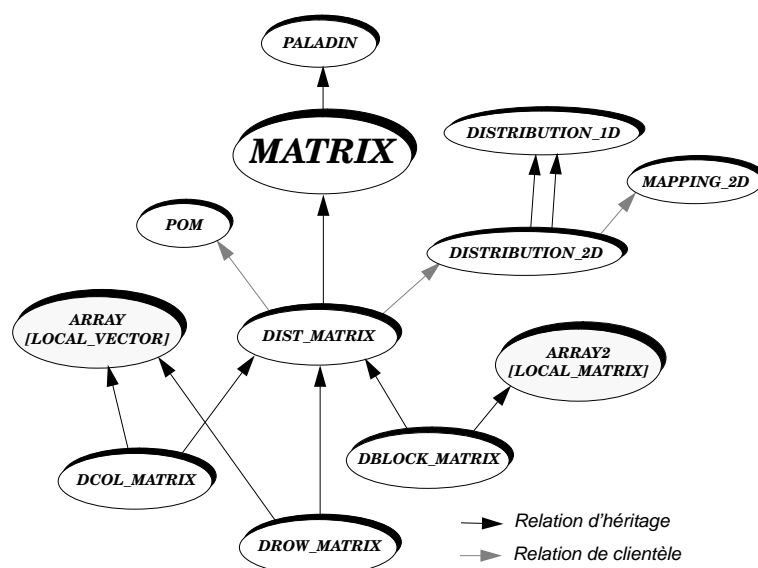 PALADIN
MATRIX
DISTRIBUTION_1D
MAPPING_2D
POM
DISTRIBUTION_2D
ARRAY
[LOCAL_VECTOR]
DIST_MATRIX
ARRAY2
[LOCAL_MATRIX]
DCOL_MATRIX
DBLOCK_MATRIX
DROW_MATRIX
Relation d'héritage
Relation de clientèle